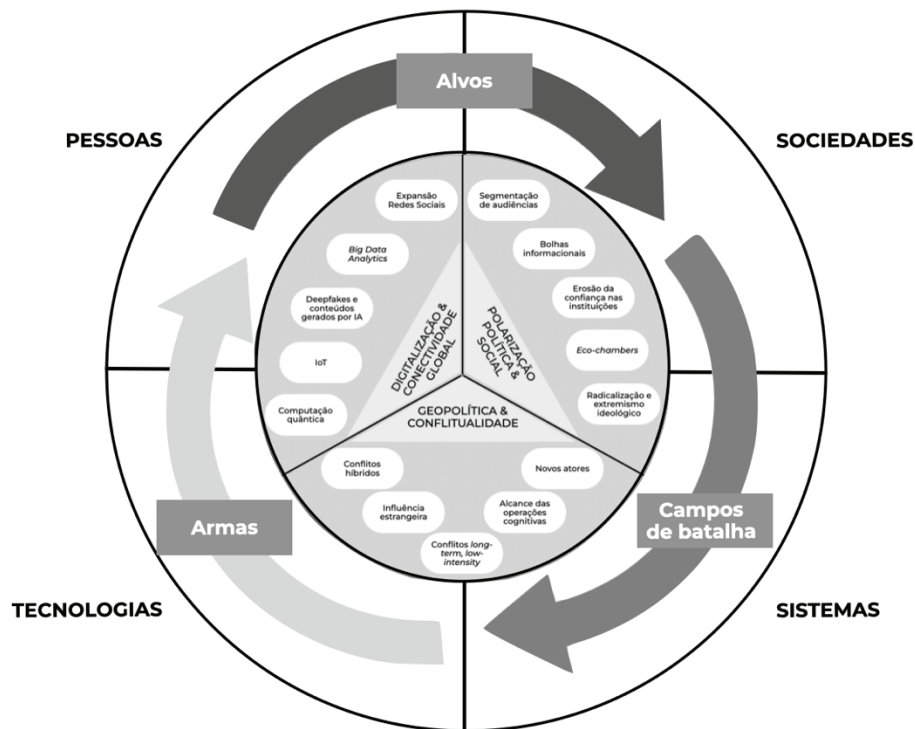 Alvos
PESSOAS
SOCIEDADES
Expansão
Redes Sociais
Segmentação
de audiências
Big Data
Analytics
Bolhas
informacionais
Deepfakes e
conteúdos
gerados por IA
Erosão da
confiança nas
instituições
IoT
Eco-chambers
Computação
quântica
Radicalização e
extremismo
ideológico
DIGITALIZAÇÃO &
CONECTIVIDADE
GLOBAL
POLARIZAÇÃO
POLÍTICA &
SOCIAL
GEOPOLÍTICA &
CONFLITUALIDADE
Conflitos
híbridos
Novos atores
Influência
estrangeira
Alcance das
operações
cognitivas
Conflitos long-
term, low-
intensity
Armas
Campos
de batalha
TECNOLOGIAS
SISTEMAS